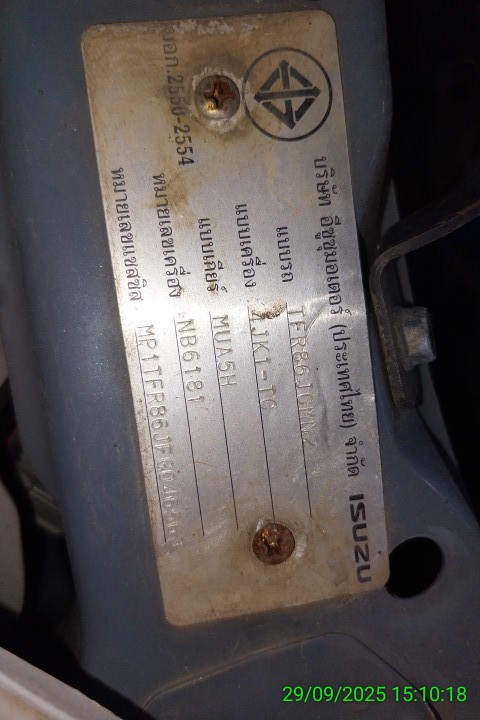 มอก.2550-2554
บริษัท อีซูซุมอเตอร์ (ประเทศไทย) จำกัด ISUZU
แบบรถ
แบบเครื่อง 4JK1-TC
แบบเกียร์ MUA5H
หมายเลขเครื่อง NB6181
หมายเลขแชสซิส
29/09/2025 15:10:18